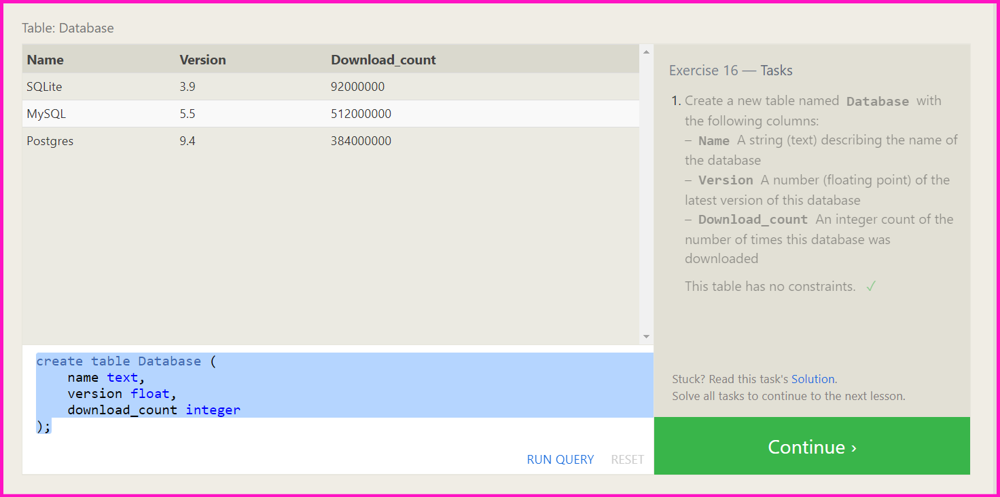 Table: Database
Name Version Download_count
SQLite 3.9 92000000
MySQL 5.5 512000000
Postgres 9.4 384000000
create table Database (
    name text,
    version float,
    download_count integer
);
RUN QUERY RESET
Exercise 16 — Tasks
1. Create a new table named Database with
the following columns:
– Name A string (text) describing the name of
the database
– Version A number (floating point) of the
latest version of this database
– Download_count An integer count of the
number of times this database was
downloaded
This table has no constraints. ✓
Stuck? Read this task's Solution.
Solve all tasks to continue to the next lesson.
Continue ›